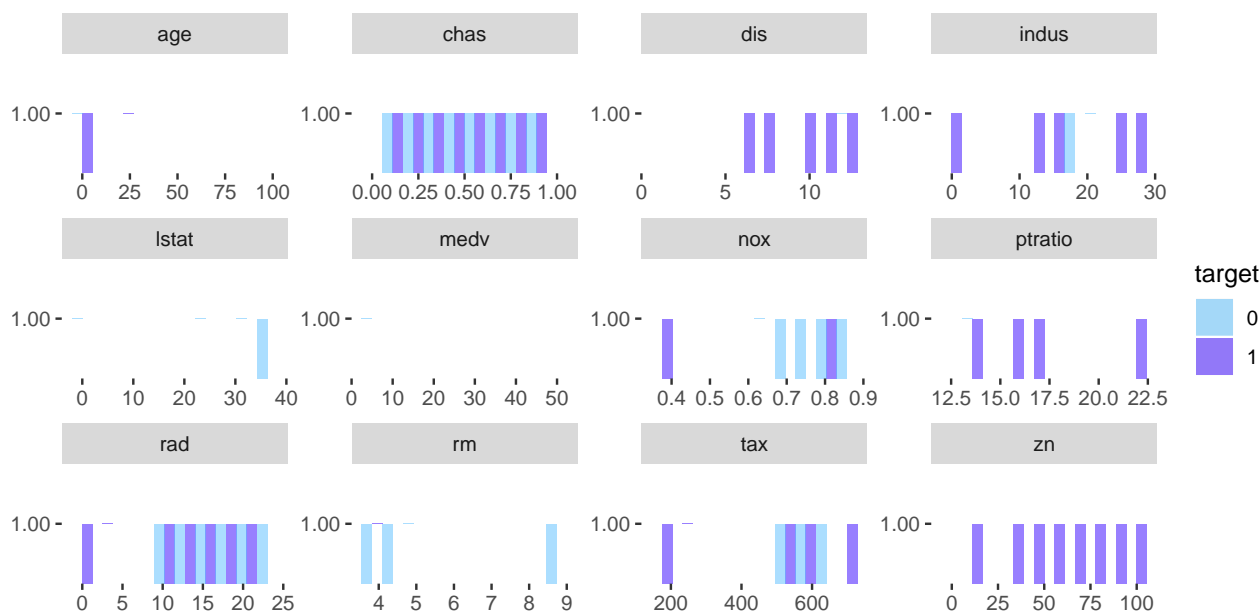 age chas dis indus
1.00 1.00 1.00 1.00
0 25 50 75 100 0.00 0.25 0.50 0.75 1.00 0 5 10 0 10 20 30
lstat medv nox ptratio
1.00 1.00 1.00 1.00
0 10 20 30 40 0 10 20 30 40 50 0.4 0.5 0.6 0.7 0.8 0.9 12.5 15.0 17.5 20.0 22.5
rad rm tax zn
1.00 1.00 1.00 1.00
0 5 10 15 20 25 4 5 6 7 8 9 200 400 600 0 25 50 75 100
target
0
1